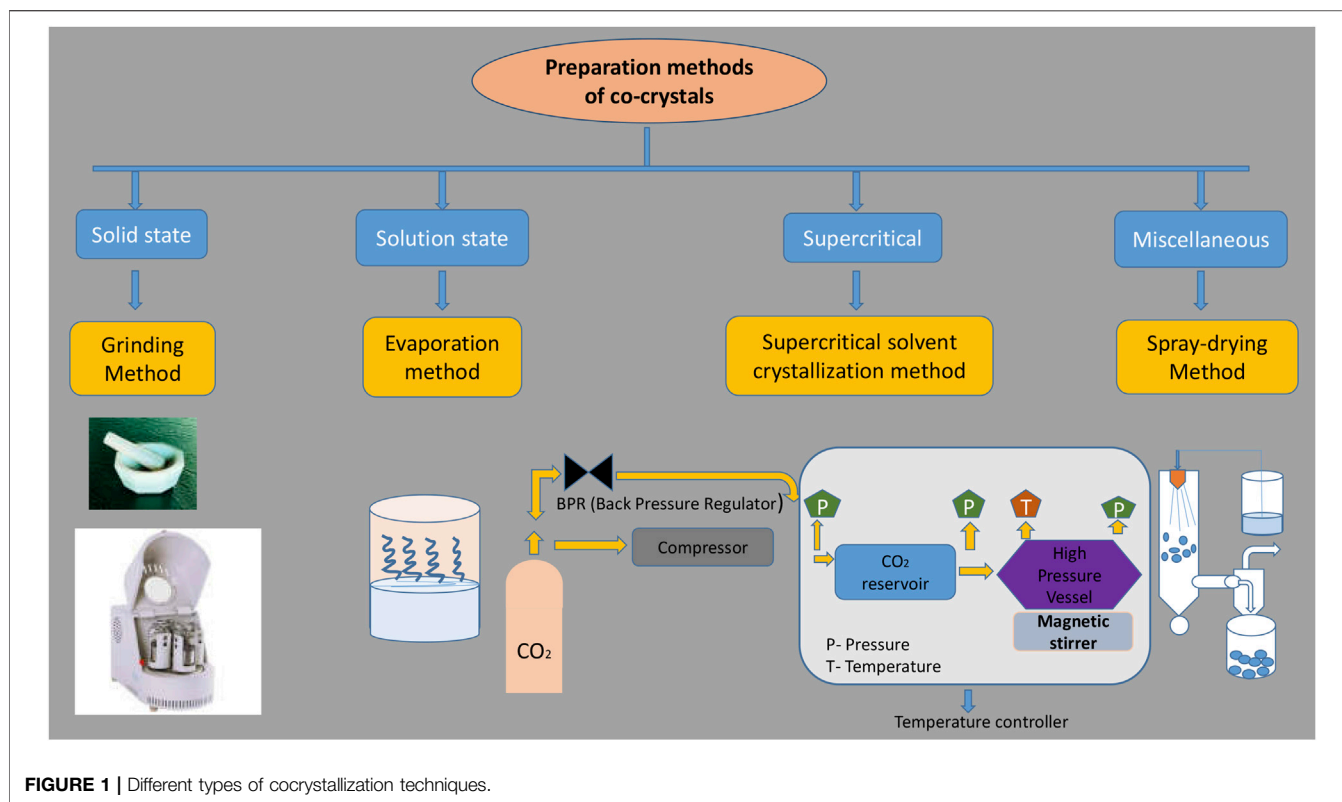 Preparation methods
of co-crystals
Solid state
Solution state
Supercritical
Miscellaneous
Grinding
Method
Evaporation
method
Supercritical solvent
crystallization method
Spray-drying
Method
BPR (Back Pressure Regulator)
Compressor
CO₂
P
P
T
P
CO₂
reservoir
High
Pressure
Vessel
Magnetic
stirrer
P- Pressure
T- Temperature
Temperature controller
FIGURE 1 | Different types of cocrystallization techniques.